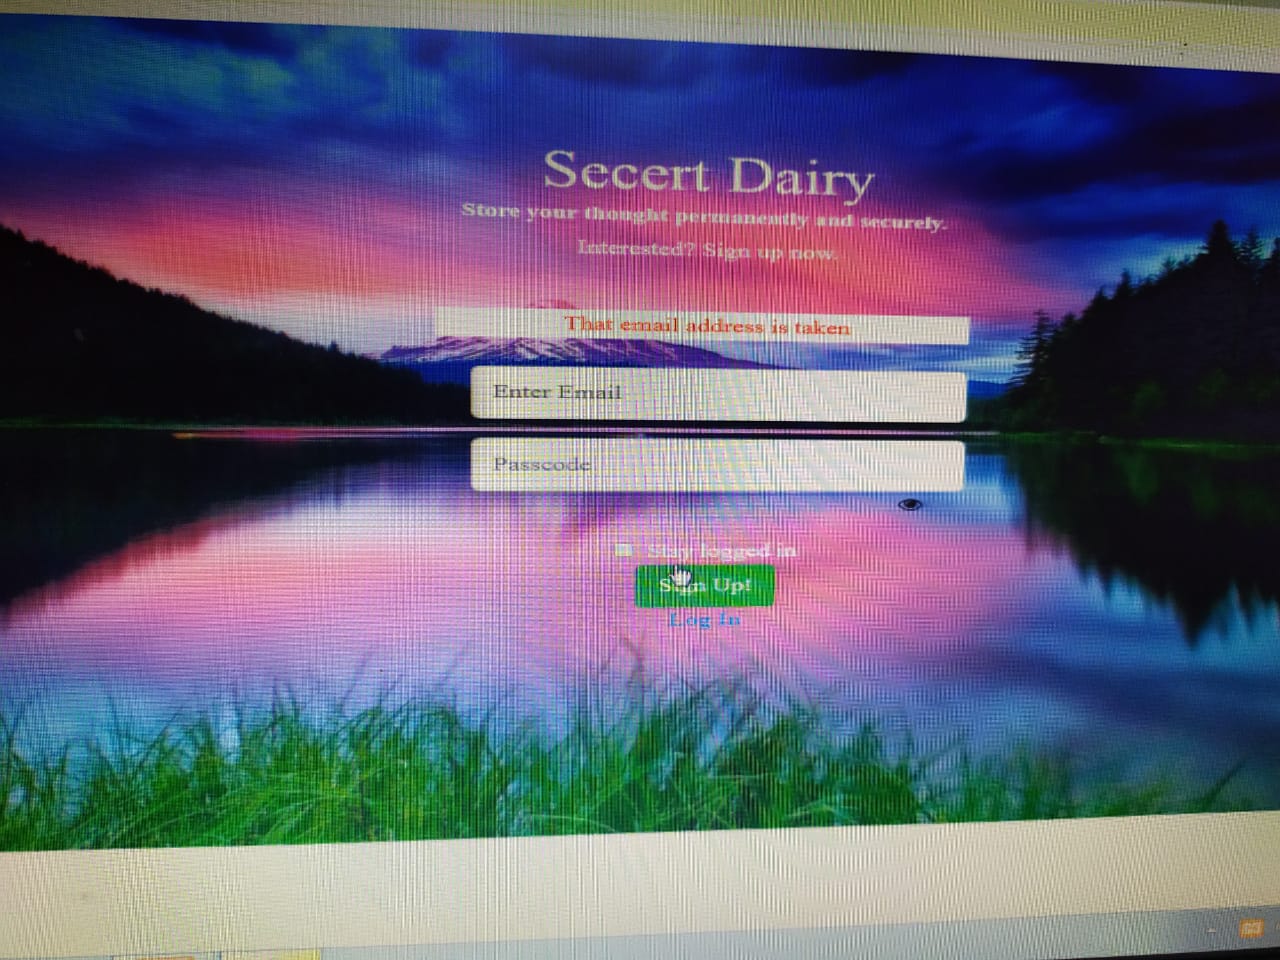 Secert Dairy
Store your thought permanently and securely.
Interested? Sign up now.
That email address is taken
Enter Email
Passcode
Stay logged in
Sign Up!
Log In